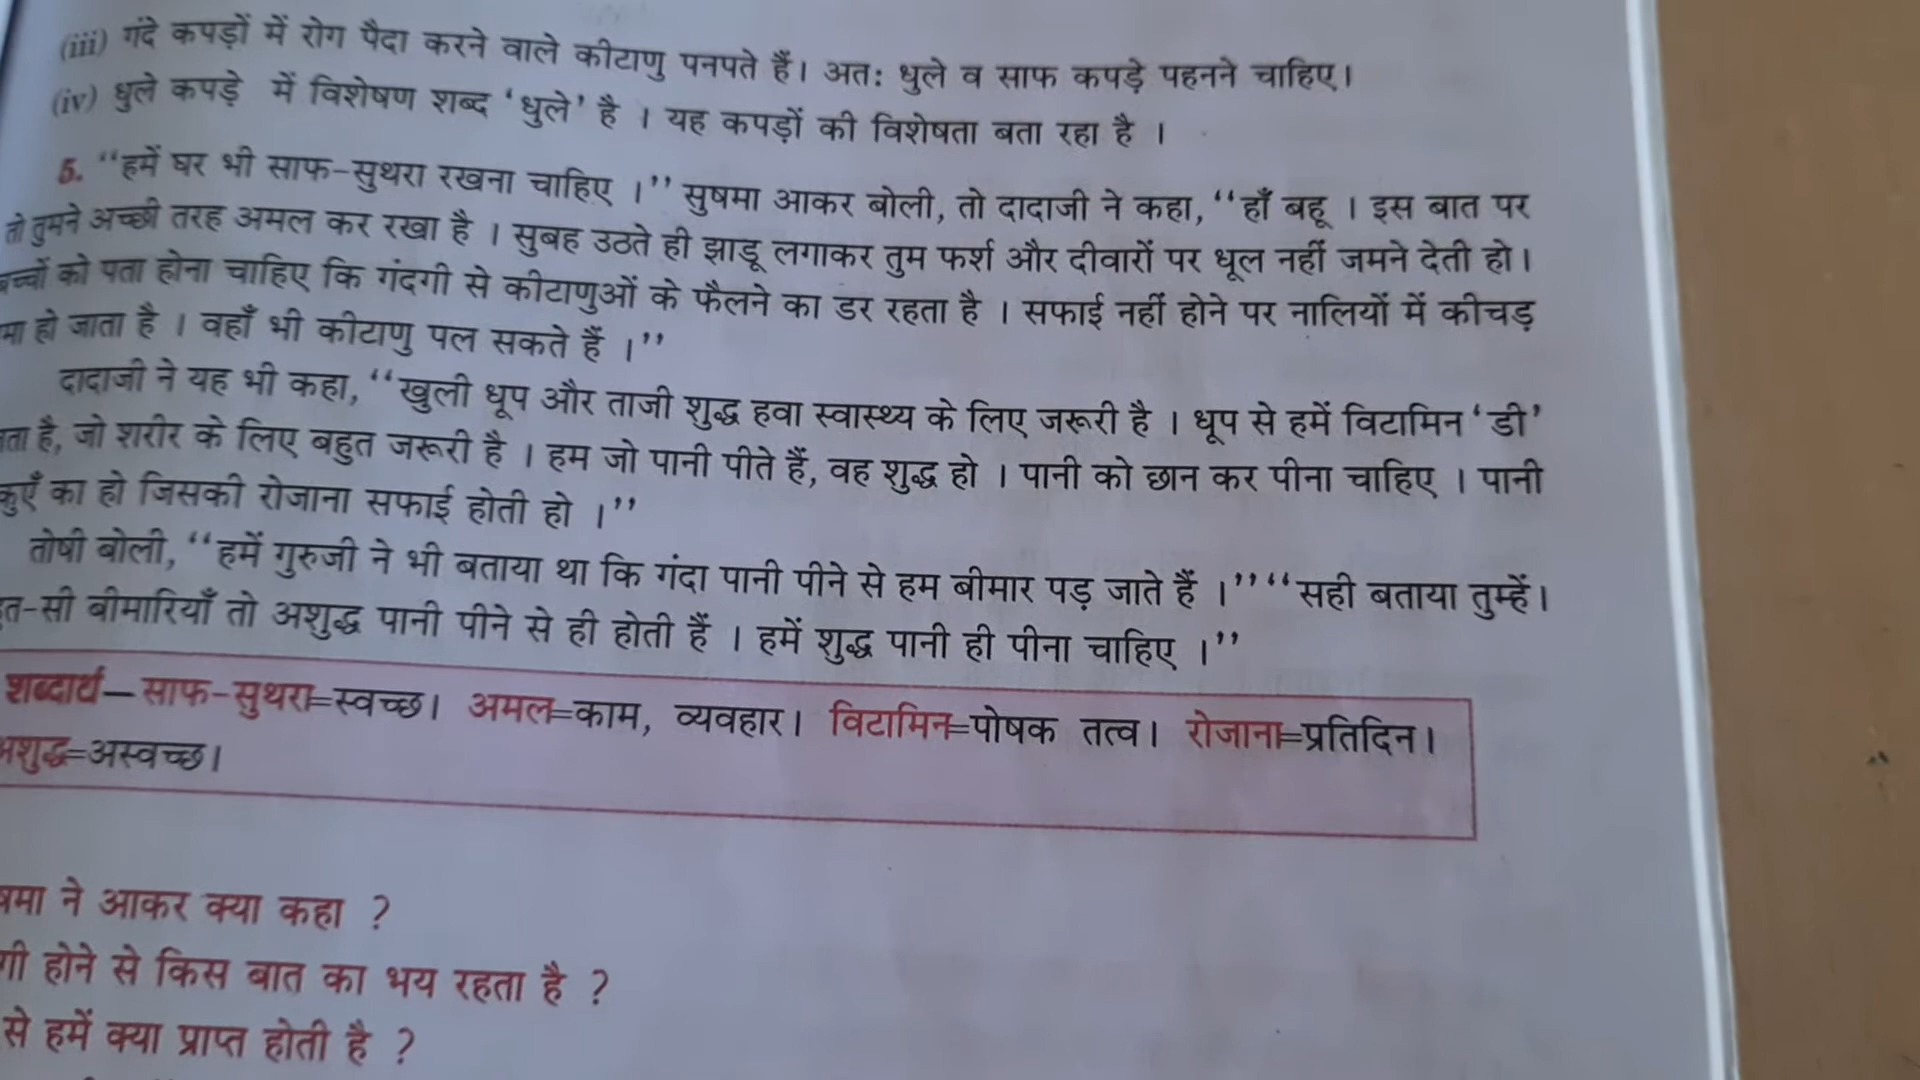 (iii) गंदे कपड़ों में रोग पैदा करने वाले कीटाणु पनपते हैं। अत: धुले व साफ कपड़े पहनने चाहिए।
(iv) धुले कपड़े में विशेषण शब्द ‘धुले’ है । यह कपड़ों की विशेषता बता रहा है ।
5. ‘‘हमें घर भी साफ-सुथरा रखना चाहिए ।’’ सुषमा आकर बोली, तो दादाजी ने कहा, ‘‘हाँ बहू । इस बात पर
तो तुमने अच्छी तरह अमल कर रखा है । सुबह उठते ही झाडू लगाकर तुम फर्श और दीवारों पर धूल नहीं जमने देती हो।
को पता होना चाहिए कि गंदगी से कीटाणुओं के फैलने का डर रहता है । सफाई नहीं होने पर नालियों में कीचड़
हो जाता है । वहाँ भी कीटाणु पल सकते हैं ।’’
दादाजी ने यह भी कहा, ‘‘खुली धूप और ताजी शुद्ध हवा स्वास्थ्य के लिए जरूरी है । धूप से हमें विटामिन ‘डी’
है, जो शरीर के लिए बहुत जरूरी है । हम जो पानी पीते हैं, वह शुद्ध हो । पानी को छान कर पीना चाहिए । पानी
कुएँ का हो जिसकी रोजाना सफाई होती हो ।’’
तोषी बोली, ‘‘हमें गुरुजी ने भी बताया था कि गंदा पानी पीने से हम बीमार पड़ जाते हैं ।’’ ‘‘सही बताया तुम्हें।
-सी बीमारियाँ तो अशुद्ध पानी पीने से ही होती हैं । हमें शुद्ध पानी ही पीना चाहिए ।’’
शब्दार्थ—साफ-सुथरा=स्वच्छ। अमल=काम, व्यवहार। विटामिन=पोषक तत्व। रोजाना=प्रतिदिन।
अशुद्ध=अस्वच्छ।
ने आकर क्या कहा ?
होने से किस बात का भय रहता है ?
से हमें क्या प्राप्त होती है ?